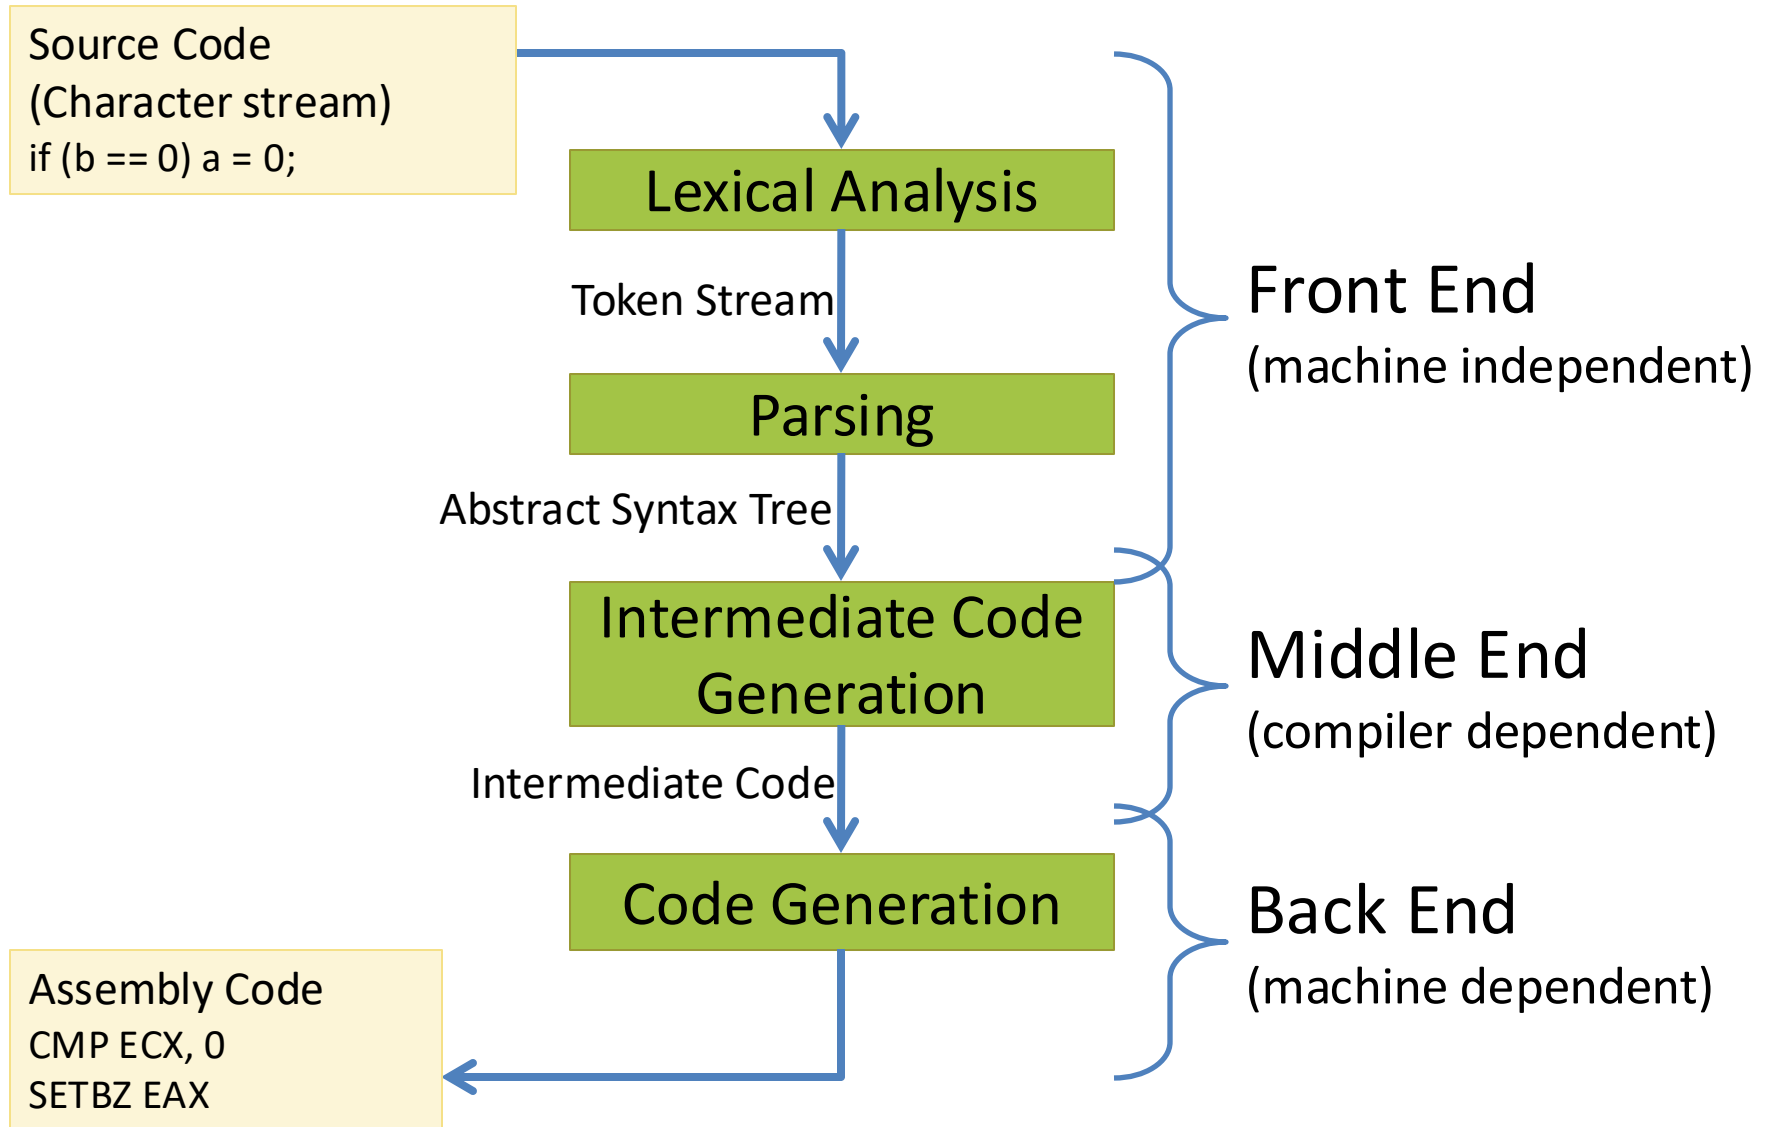 Source Code
(Character stream)
if (b == 0) a = 0;
Lexical Analysis
Token Stream
Front End
(machine independent)
Parsing
Abstract Syntax Tree
Intermediate Code
Generation
Middle End
(compiler dependent)
Intermediate Code
Code Generation
Back End
(machine dependent)
Assembly Code
CMP ECX, 0
SETBZ EAX